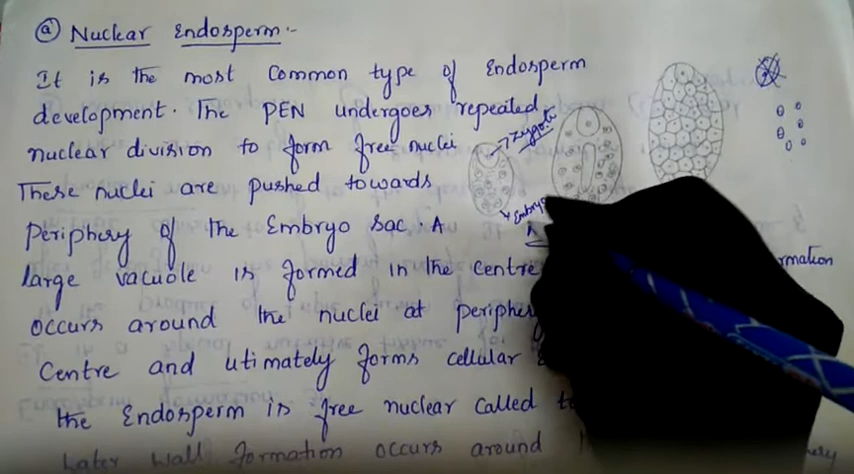 ⓐ Nuclear Endosperm :-
It is the most common type of Endosperm
development. The PEN undergoes repeated
nuclear division to form free nuclei
Zygote
These nuclei are pushed towards
Embryo
Periphery of the Embryo sac. A
large vacuole is formed in the centre
rmation
occurs around the nuclei at peripher
Centre and utimately forms cellular
the Endosperm is free nuclear called
Later wall formation occurs around